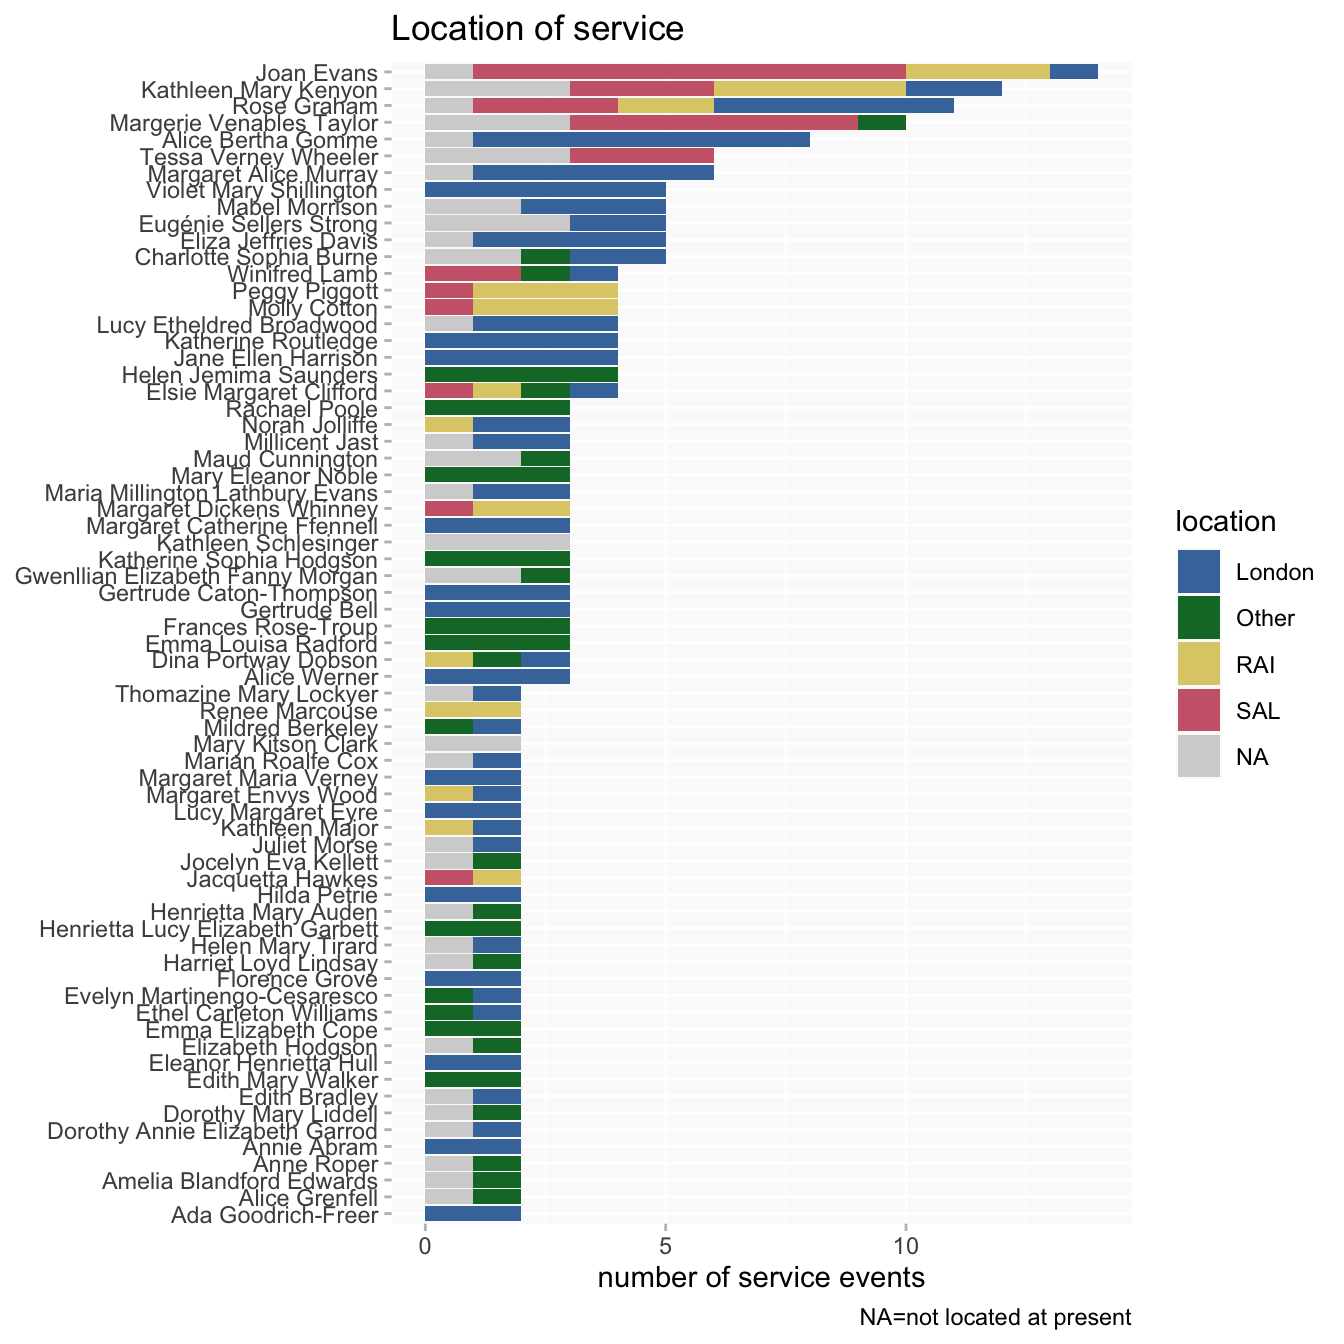 Location of service
Joan Evans
Kathleen Mary Kenyon
Rose Graham
Margerie Venables Taylor
Alice Bertha Gomme
Tessa Verney Wheeler
Margaret Alice Murray
Violet Mary Shillington
Mabel Morrison
Eugénie Sellers Strong
Eliza Jeffries Davis
Charlotte Sophia Burne
Winifred Lamb
Peggy Piggott
Molly Cotton
Lucy Etheldred Broadwood
Katherine Routledge
Jane Ellen Harrison
Helen Jemima Saunders
Elsie Margaret Clifford
Rachael Poole
Norah Jolliffe
Millicent Jast
Maud Cunnington
Mary Eleanor Noble
Maria Millington Lathbury Evans
Margaret Dickens Whinney
Margaret Catherine Ffennell
Kathleen Schlesinger
Katherine Sophia Hodgson
Gwenllian Elizabeth Fanny Morgan
Gertrude Caton-Thompson
Gertrude Bell
Frances Rose-Troup
Emma Louisa Radford
Dina Portway Dobson
Alice Werner
Thomazine Mary Lockyer
Renee Marcouse
Mildred Berkeley
Mary Kitson Clark
Marian Roalfe Cox
Margaret Maria Verney
Margaret Envys Wood
Lucy Margaret Eyre
Kathleen Major
Juliet Morse
Jocelyn Eva Kellett
Jacquetta Hawkes
Hilda Petrie
Henrietta Mary Auden
Henrietta Lucy Elizabeth Garbett
Helen Mary Tirard
Harriet Loyd Lindsay
Florence Grove
Evelyn Martinengo-Cesaresco
Ethel Carleton Williams
Emma Elizabeth Cope
Elizabeth Hodgson
Eleanor Henrietta Hull
Edith Mary Walker
Edith Bradley
Dorothy Mary Liddell
Dorothy Annie Elizabeth Garrod
Annie Abram
Anne Roper
Amelia Blandford Edwards
Alice Grenfell
Ada Goodrich-Freer
0 5 10
number of service events
NA=not located at present
location
London
Other
RAI
SAL
NA